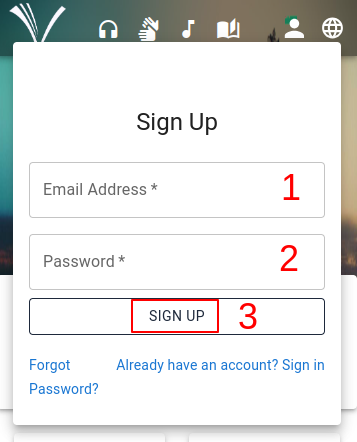 Sign Up
Email Address *
1
Password *
2
SIGN UP
3
Forgot Password?
Already have an account? Sign in